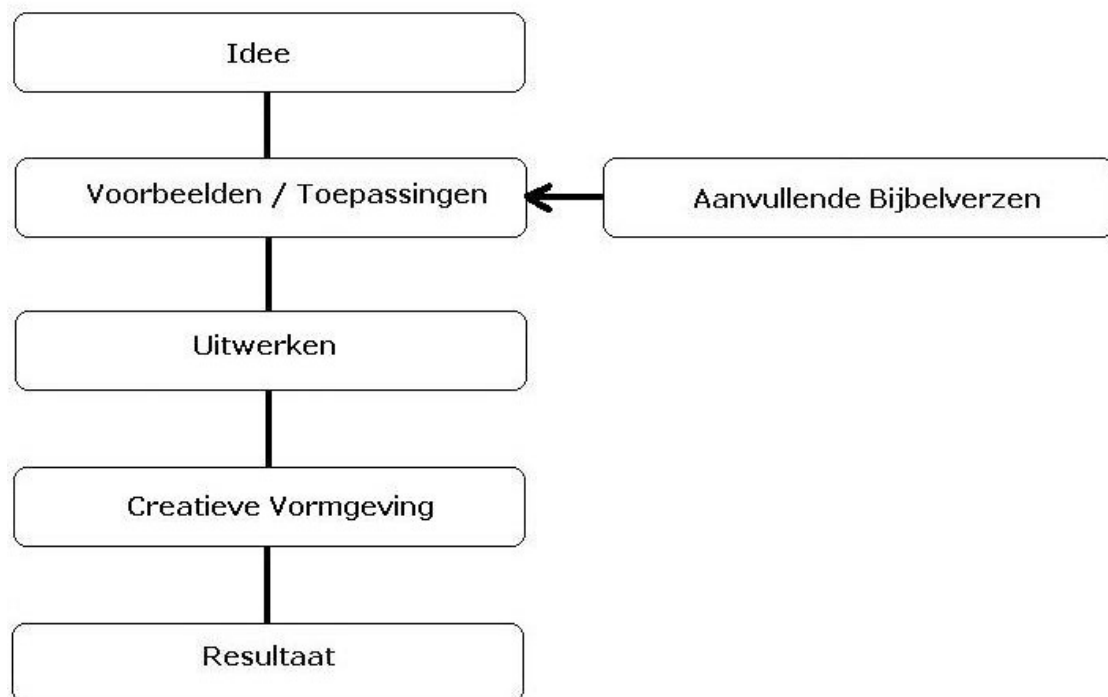 Idee
Voorbeelden / Toepassingen
Aanvullende Bijbelverzen
Uitwerken
Creatieve Vormgeving
Resultaat